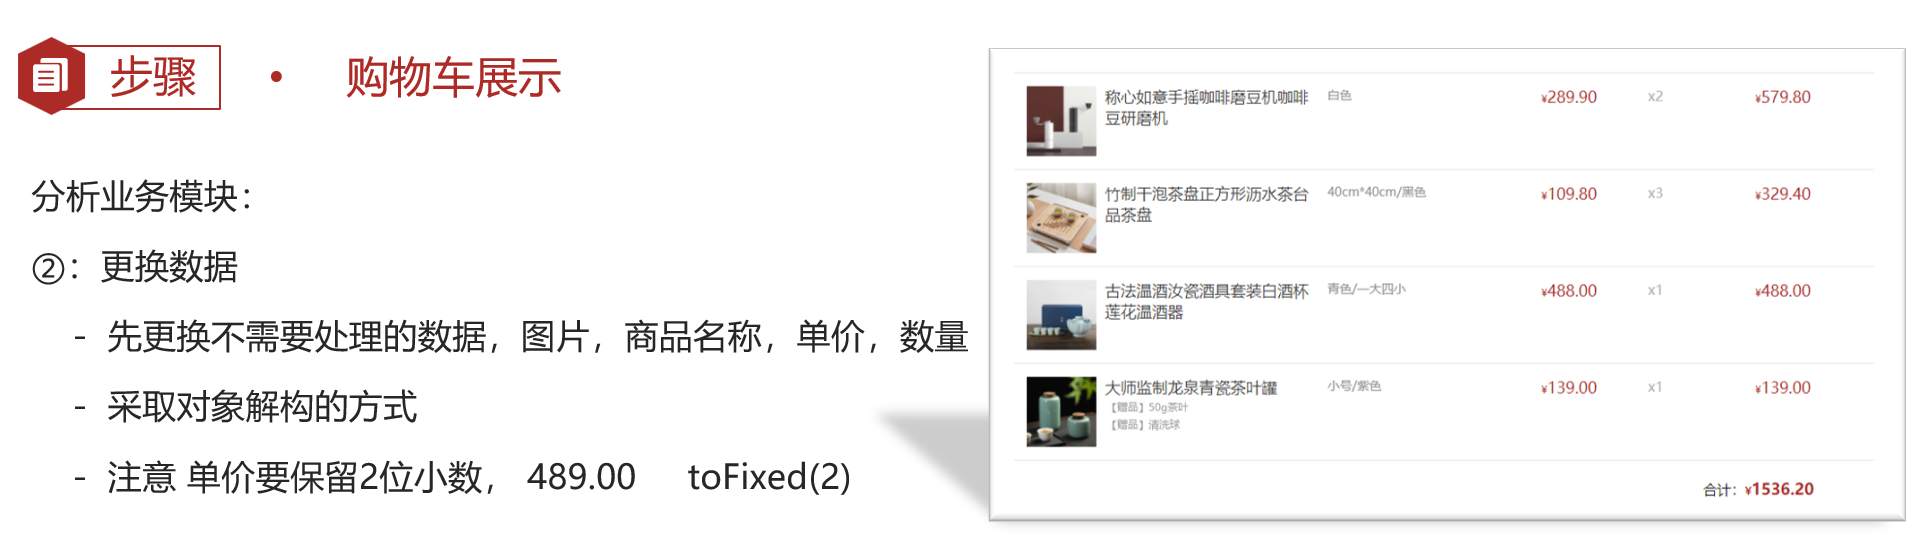 步骤 • 购物车展示
分析业务模块：
②：更换数据
- 先更换不需要处理的数据，图片，商品名称，单价，数量
- 采取对象解构的方式
- 注意 单价要保留2位小数， 489.00 toFixed(2)
称心如意手摇咖啡磨豆机咖啡 白色 ¥289.90 x2 ¥579.80
豆研磨机
竹制干泡茶盘正方形沥水茶台 40cm*40cm/黑色 ¥109.80 x3 ¥329.40
品茶盘
古法温酒汝瓷酒具套装白酒杯 青色/一大四小 ¥488.00 x1 ¥488.00
莲花温酒器
大师监制龙泉青瓷茶叶罐 小号/紫色 ¥139.00 x1 ¥139.00
【赠品】50g茶叶
【赠品】清洗球
合计：¥1536.20